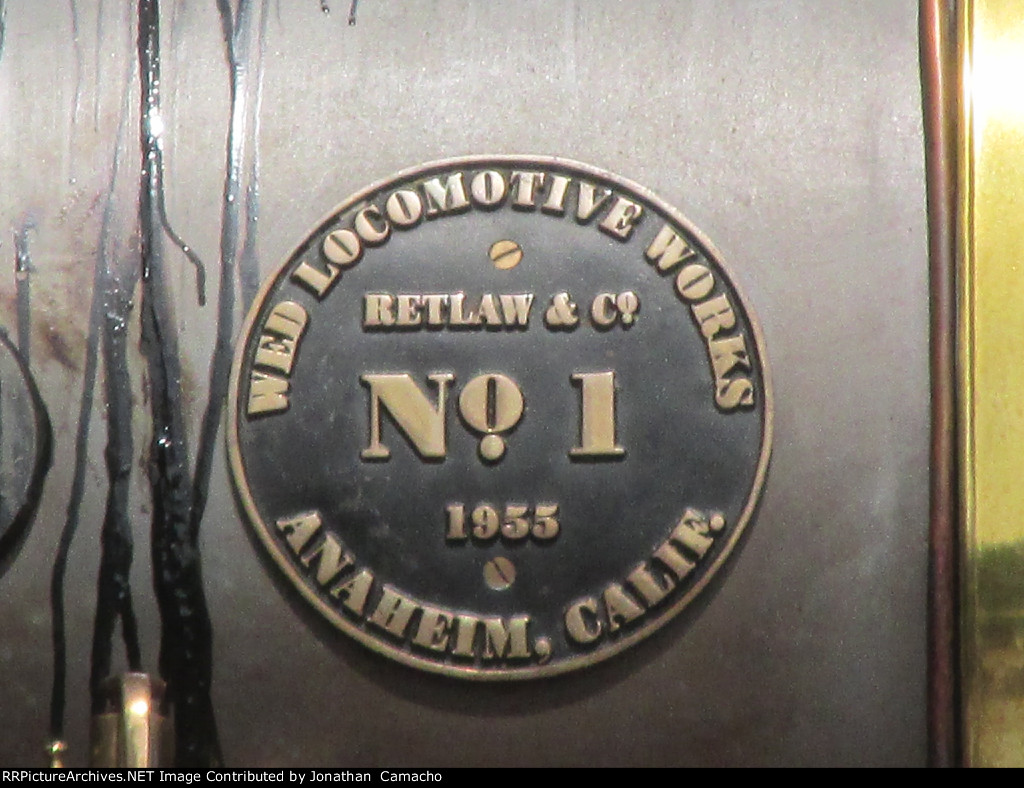 WED LOCOMOTIVE WORKS
RETLAW & Cº
Nº 1
1955
ANAHEIM, CALIF.
RRPictureArchives.NET Image Contributed by Jonathan Camacho